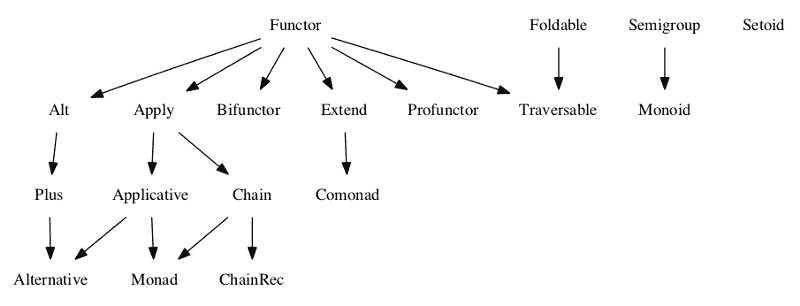 Functor Foldable Semigroup Setoid
Alt Apply Bifunctor Extend Profunctor Traversable Monoid
Plus Applicative Chain Comonad
Alternative Monad ChainRec